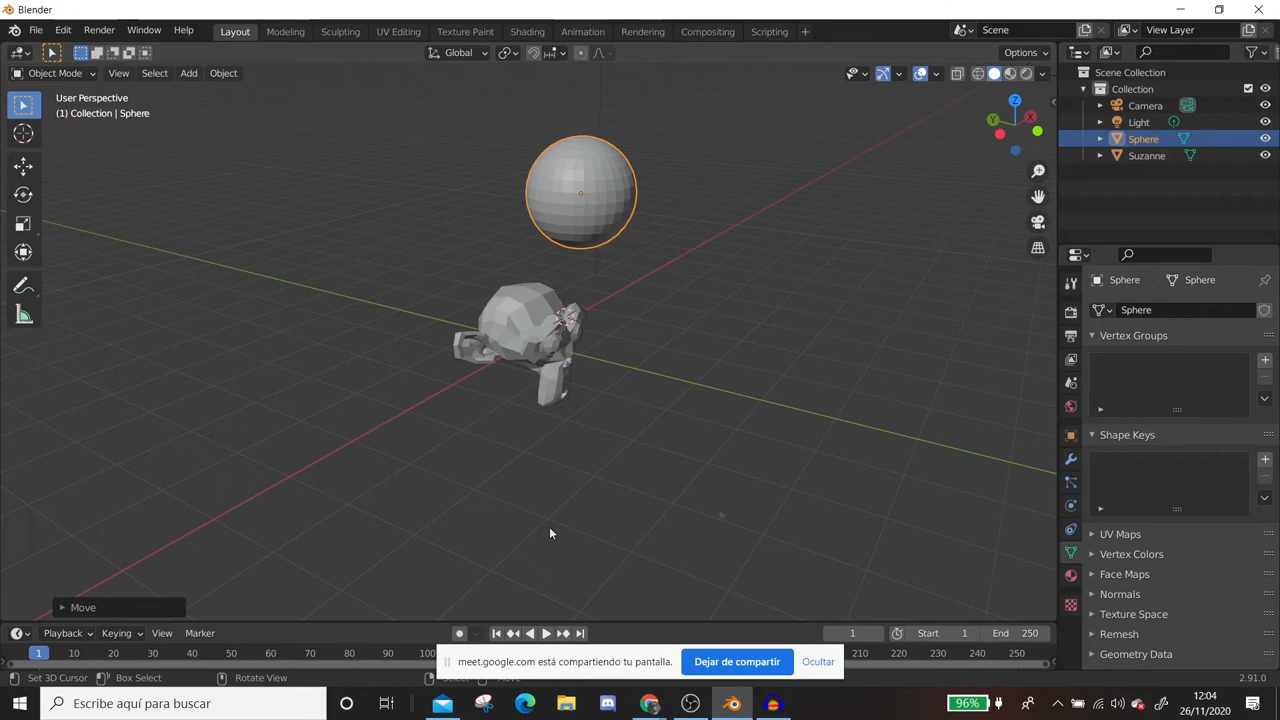 Blender
File Edit Render Window Help Layout Modeling Sculpting UV Editing Texture Paint Shading Animation Rendering Compositing Scripting + Scene View Layer
Global Options
Object Mode View Select Add Object
User Perspective
(1) Collection | Sphere
Z
Y
X
Scene Collection
Collection
Camera
Light
Sphere
Suzanne
Sphere Sphere
Sphere
Vertex Groups
Shape Keys
UV Maps
Vertex Colors
Face Maps
Normals
Texture Space
Remesh
Geometry Data
Custom Properties
Move
Playback Keying View Marker 1 Start 1 End 250
1 10 20 30 40 50 60 70 80 200 210 220 230 240 250
meet.google.com está compartiendo tu pantalla. Dejar de compartir Ocultar
Set 3D Cursor Box Select Rotate View Select Move 2.91.0
Escribe aquí para buscar
96%
12:04
26/11/2020